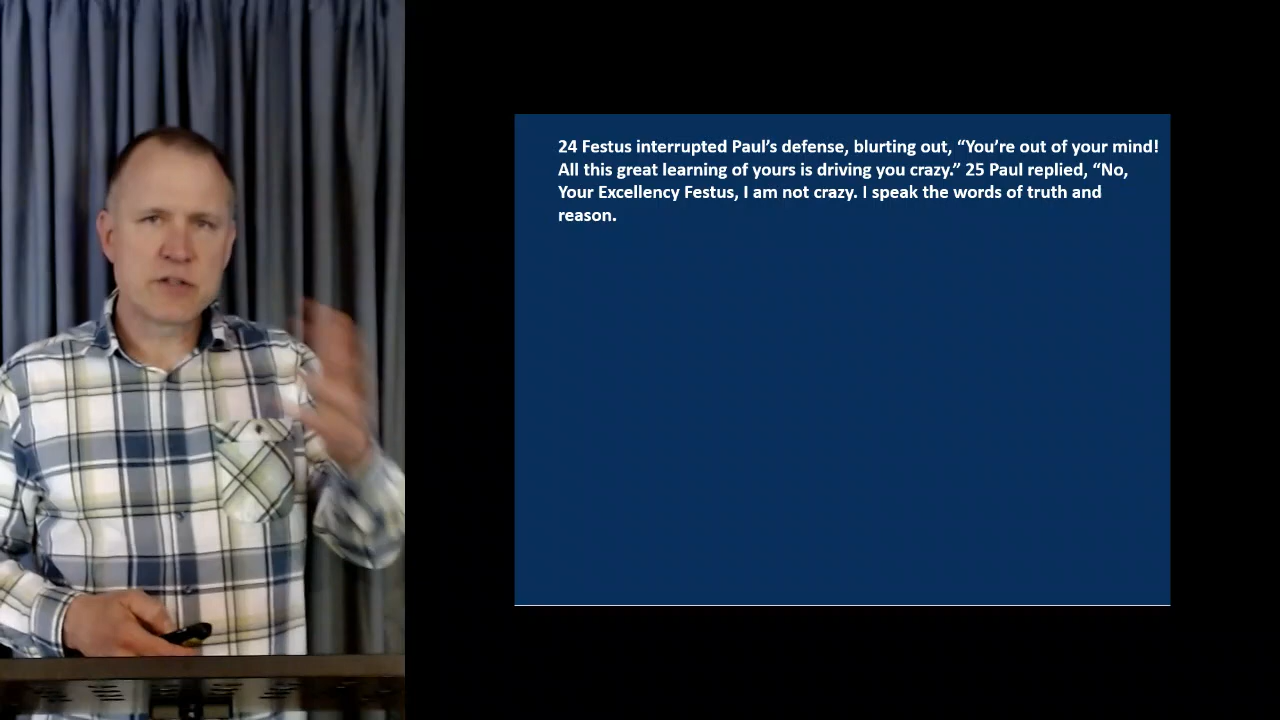 24 Festus interrupted Paul’s defense, blurting out, “You’re out of your mind!
All this great learning of yours is driving you crazy.” 25 Paul replied, “No,
Your Excellency Festus, I am not crazy. I speak the words of truth and
reason.